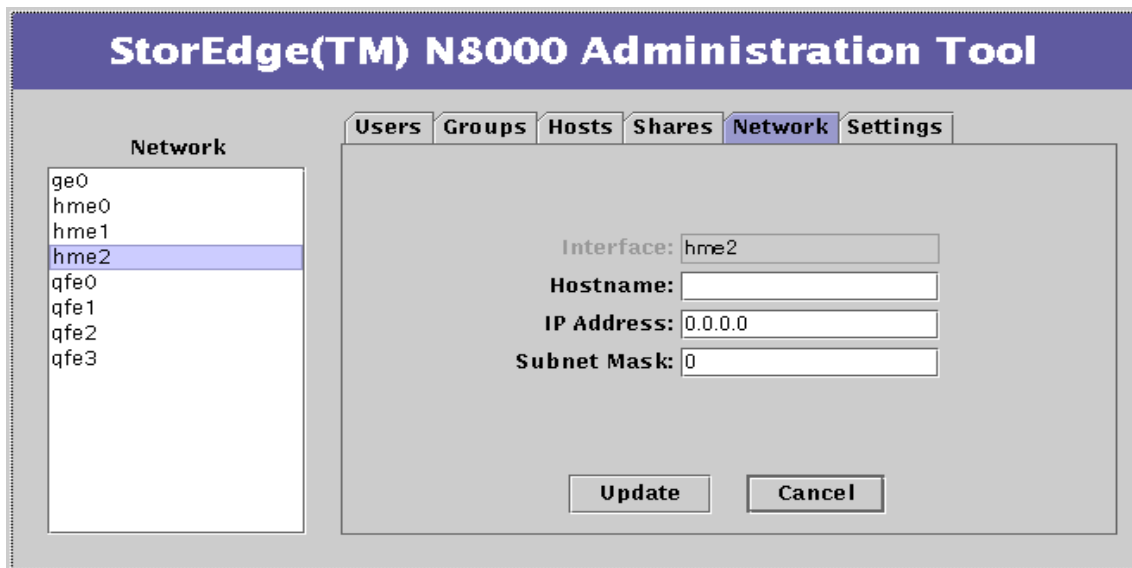 StorEdge(TM) N8000 Administration Tool
Users Groups Hosts Shares Network Settings
Network
ge0
hme0
hme1
hme2
qfe0
qfe1
qfe2
qfe3
Interface: hme2
Hostname:
IP Address: 0.0.0.0
Subnet Mask: 0
Update Cancel